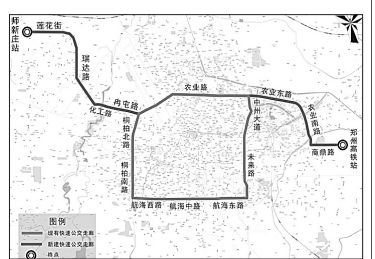 师新庄站
莲花街
瑞达路
化工路
冉屯路
农业路
农业东路
中州大道
农业南路
桐柏北路
郑州高铁站
商鼎路
桐柏南路
未来路
航海西路
航海中路
航海东路
图例
现有快速公交走廊
新建快速公交走廊
终点